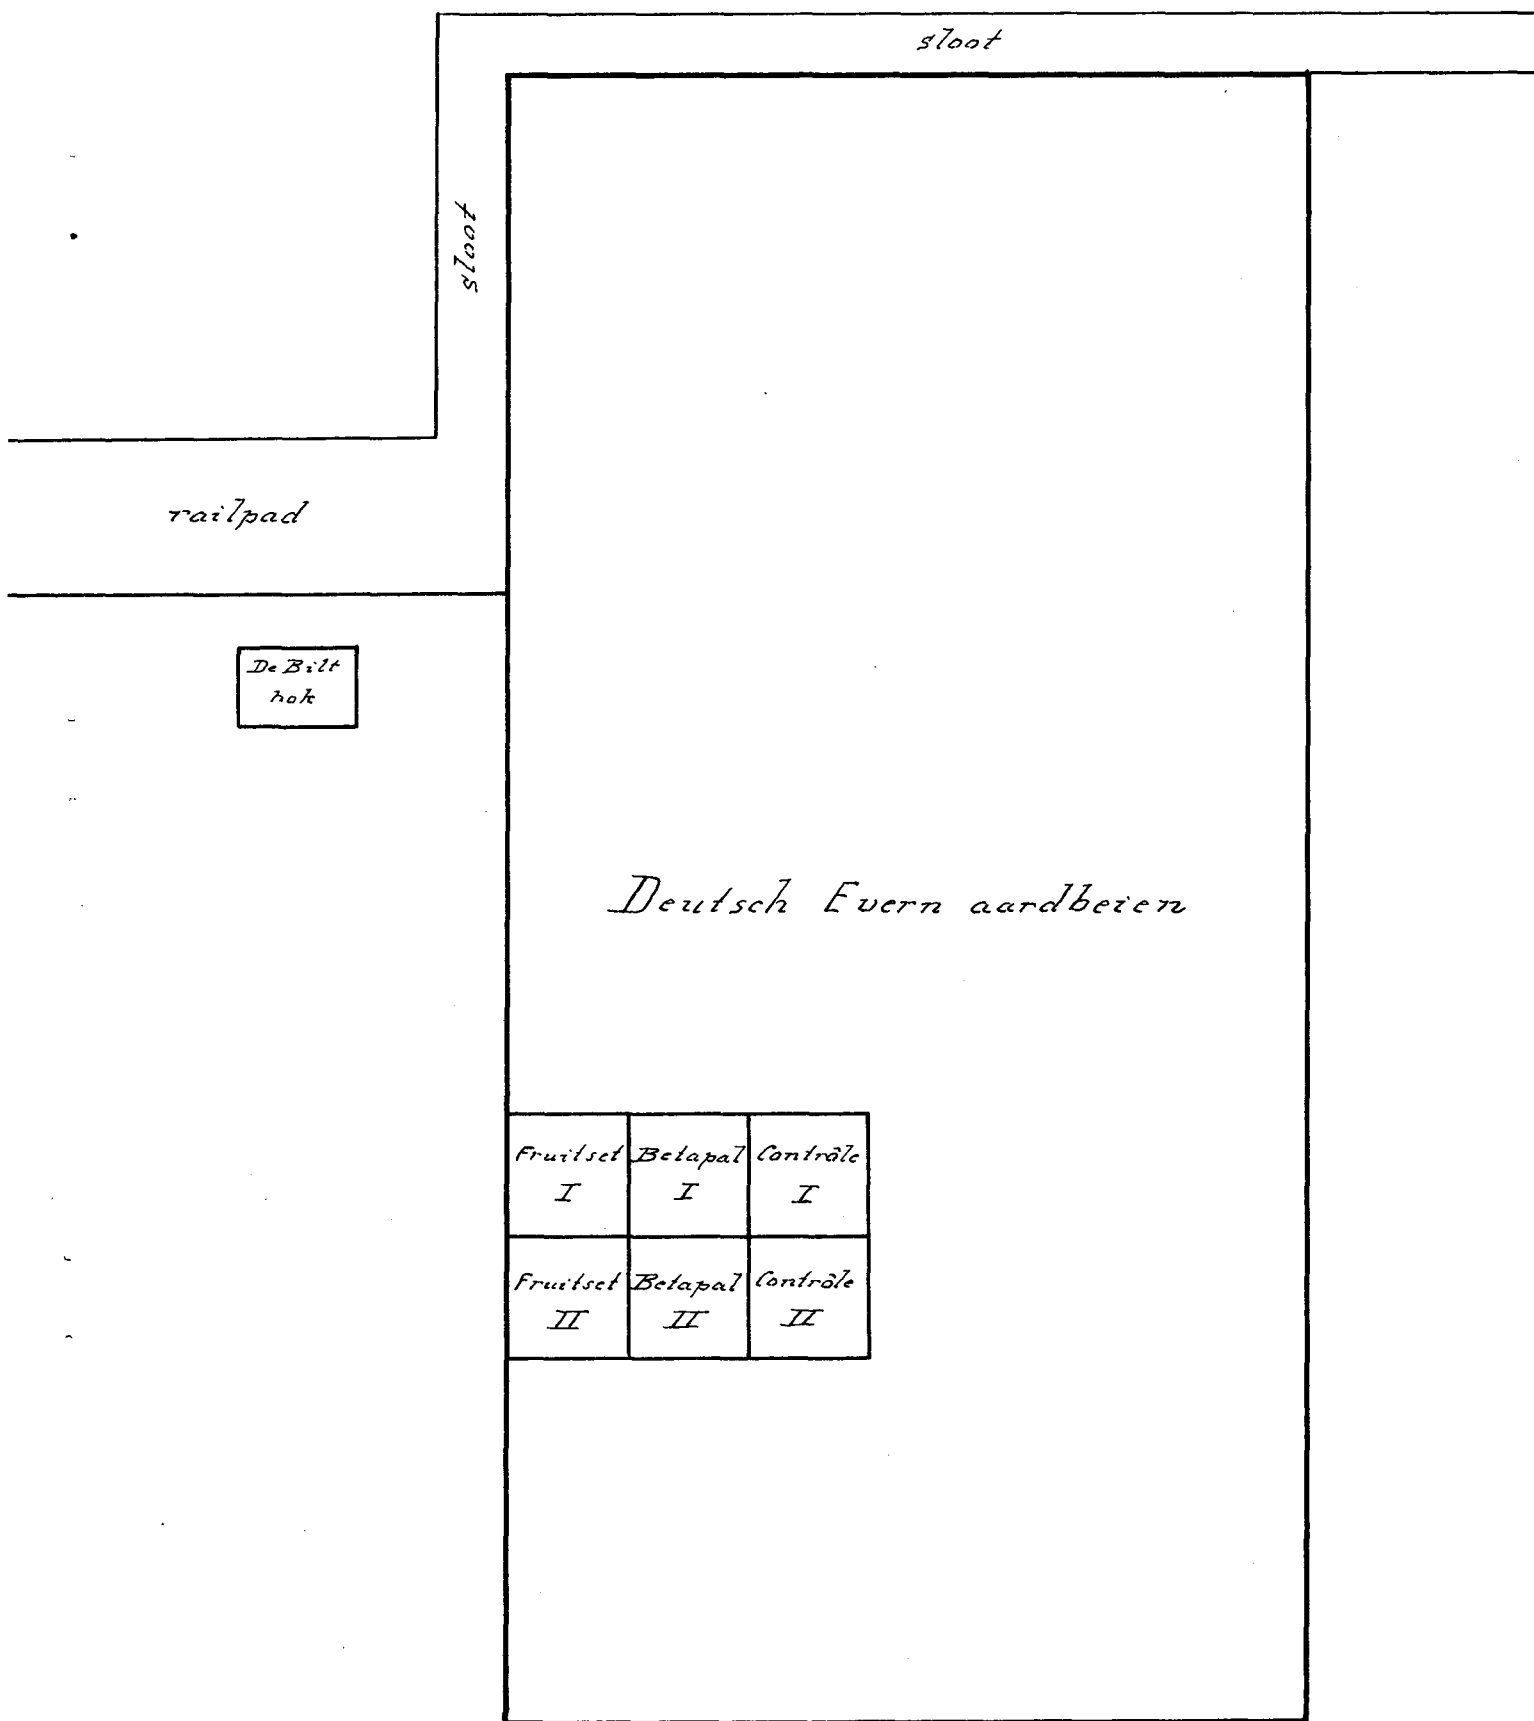 sloot
sloot
railpad
De Bilt
hok
Deutsch Evern aardbeien
Fruitset Betapal Contrôle
I I I
Fruitset Betapal Contrôle
II II II